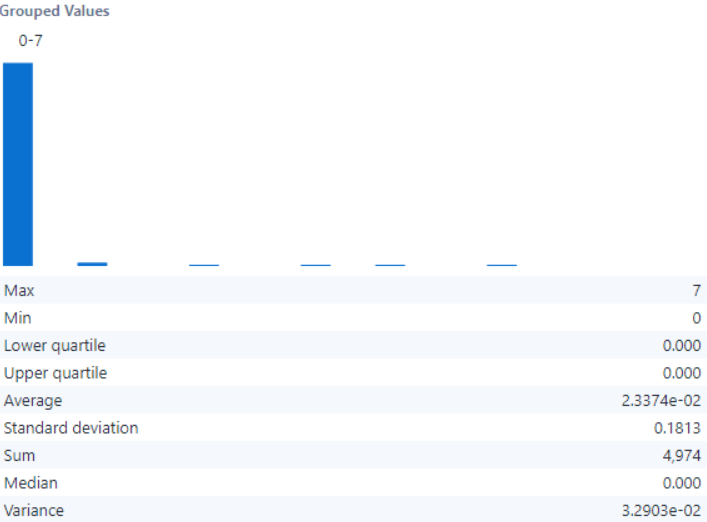 Grouped Values
0-7
Max 7
Min 0
Lower quartile 0.000
Upper quartile 0.000
Average 2.3374e-02
Standard deviation 0.1813
Sum 4,974
Median 0.000
Variance 3.2903e-02